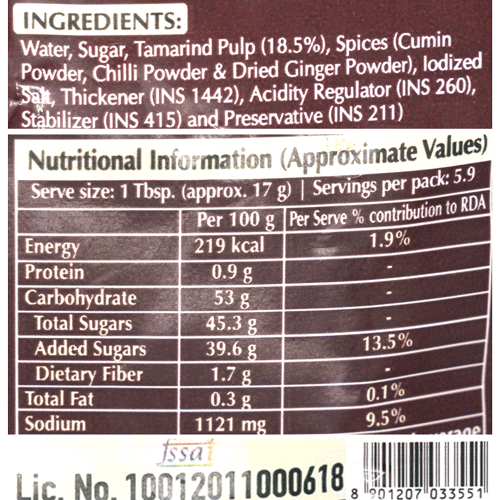 INGREDIENTS:
Water, Sugar, Tamarind Pulp (18.5%), Spices (Cumin
Powder, Chilli Powder & Dried Ginger Powder), Iodized
Salt, Thickener (INS 1442), Acidity Regulator (INS 260),
Stabilizer (INS 415) and Preservative (INS 211)
Nutritional Information (Approximate Values)
Serve size: 1 Tbsp. (approx. 17 g) | Servings per pack: 5.9
Per 100 g Per Serve % contribution to RDA
Energy 219 kcal 1.9%
Protein 0.9 g -
Carbohydrate 53 g -
Total Sugars 45.3 g -
Added Sugars 39.6 g 13.5%
Dietary Fiber 1.7 g -
Total Fat 0.3 g 0.1%
Sodium 1121 mg 9.5%
fssai
Lic. No. 10012011000618
8 901207 033551